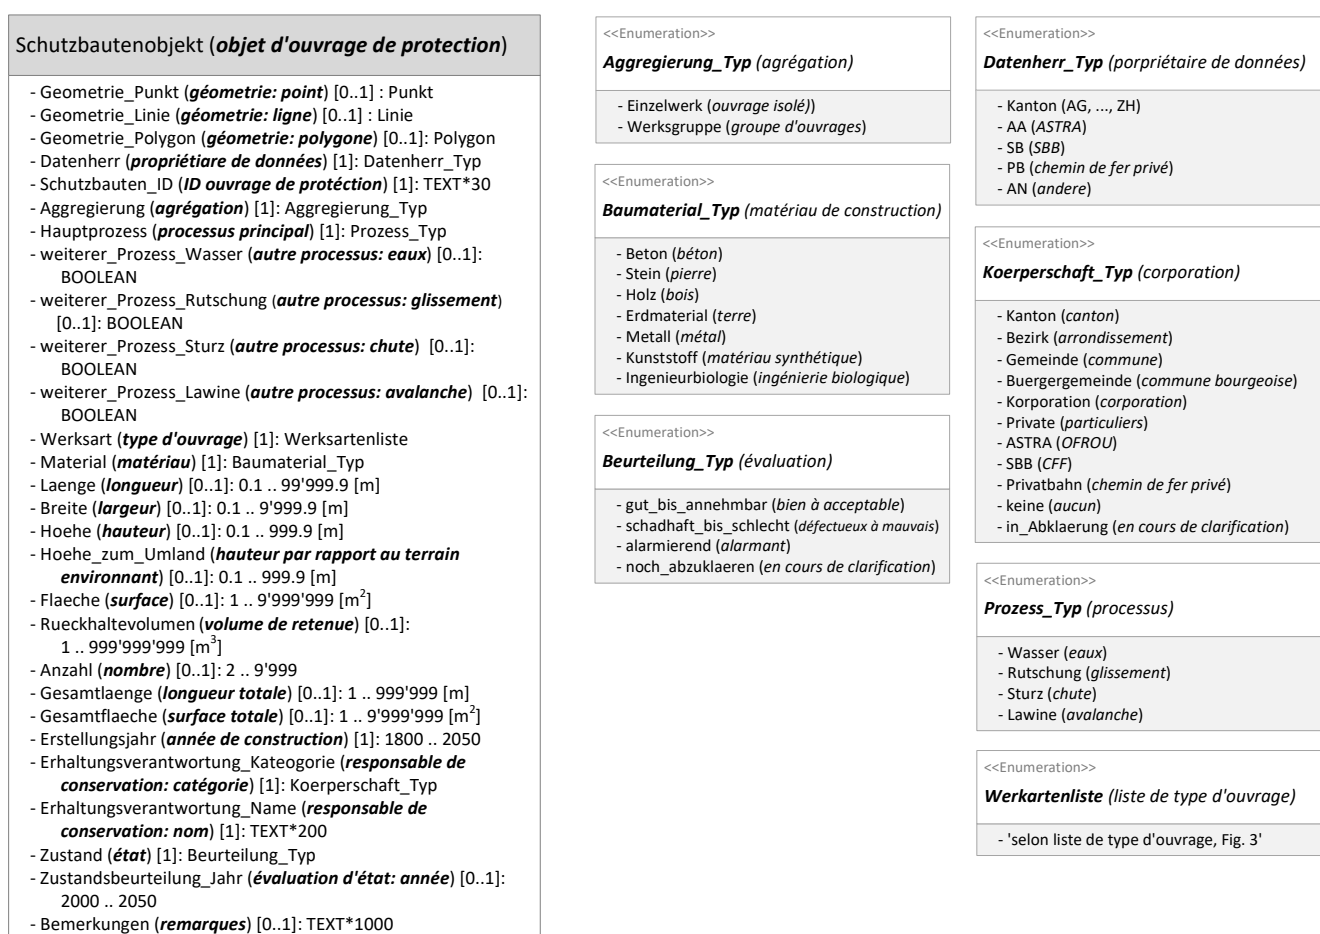 Schutzbautenobjekt (objet d'ouvrage de protection)
- Geometrie_Punkt (géometrie: point) [0..1] : Punkt
- Geometrie_Linie (géometrie: ligne) [0..1] : Linie
- Geometrie_Polygon (géometrie: polygone) [0..1]: Polygon
- Datenherr (propriétiare de données) [1]: Datenherr_Typ
- Schutzbauten_ID (ID ouvrage de protéction) [1]: TEXT*30
- Aggregierung (agrégation) [1]: Aggregierung_Typ
- Hauptprozess (processus principal) [1]: Prozess_Typ
- weiterer_Prozess_Wasser (autre processus: eaux) [0..1]:
BOOLEAN
- weiterer_Prozess_Rutschung (autre processus: glissement)
[0..1]: BOOLEAN
- weiterer_Prozess_Sturz (autre processus: chute) [0..1]:
BOOLEAN
- weiterer_Prozess_Lawine (autre processus: avalanche) [0..1]:
BOOLEAN
- Werksart (type d'ouvrage) [1]: Werksartenliste
- Material (matériau) [1]: Baumaterial_Typ
- Laenge (longueur) [0..1]: 0.1 .. 99'999.9 [m]
- Breite (largeur) [0..1]: 0.1 .. 9'999.9 [m]
- Hoehe (hauteur) [0..1]: 0.1 .. 999.9 [m]
- Hoehe_zum_Umland (hauteur par rapport au terrain
environnant) [0..1]: 0.1 .. 999.9 [m]
- Flaeche (surface) [0..1]: 1 .. 9'999'999 [m²]
- Rueckhaltevolumen (volume de retenue) [0..1]:
1 .. 999'999'999 [m³]
- Anzahl (nombre) [0..1]: 2 .. 9'999
- Gesamtlaenge (longueur totale) [0..1]: 1 .. 999'999 [m]
- Gesamtflaeche (surface totale) [0..1]: 1 .. 9'999'999 [m²]
- Erstellungsjahr (année de construction) [1]: 1800 .. 2050
- Erhaltungsverantwortung_Kateogorie (responsable de
conservation: catégorie) [1]: Koerperschaft_Typ
- Erhaltungsverantwortung_Name (responsable de
conservation: nom) [1]: TEXT*200
- Zustand (état) [1]: Beurteilung_Typ
- Zustandsbeurteilung_Jahr (évaluation d'état: année) [0..1]:
2000 .. 2050
- Bemerkungen (remarques) [0..1]: TEXT*1000
<<Enumeration>>
Aggregierung_Typ (agrégation)
- Einzelwerk (ouvrage isolé))
- Werksgruppe (groupe d'ouvrages)
<<Enumeration>>
Baumaterial_Typ (matériau de construction)
- Beton (béton)
- Stein (pierre)
- Holz (bois)
- Erdmaterial (terre)
- Metall (métal)
- Kunststoff (matériau synthétique)
- Ingenieurbiologie (ingénierie biologique)
<<Enumeration>>
Beurteilung_Typ (évaluation)
- gut_bis_annehmbar (bien à acceptable)
- schadhaft_bis_schlecht (défectueux à mauvais)
- alarmierend (alarmant)
- noch_abzuklaeren (en cours de clarification)
<<Enumeration>>
Datenherr_Typ (porpriétaire de données)
- Kanton (AG, ..., ZH)
- AA (ASTRA)
- SB (SBB)
- PB (chemin de fer privé)
- AN (andere)
<<Enumeration>>
Koerperschaft_Typ (corporation)
- Kanton (canton)
- Bezirk (arrondissement)
- Gemeinde (commune)
- Buergergemeinde (commune bourgeoise)
- Korporation (corporation)
- Private (particuliers)
- ASTRA (OFROU)
- SBB (CFF)
- Privatbahn (chemin de fer privé)
- keine (aucun)
- in_Abklaerung (en cours de clarification)
<<Enumeration>>
Prozess_Typ (processus)
- Wasser (eaux)
- Rutschung (glissement)
- Sturz (chute)
- Lawine (avalanche)
<<Enumeration>>
Werkartenliste (liste de type d'ouvrage)
- 'selon liste de type d'ouvrage, Fig. 3'